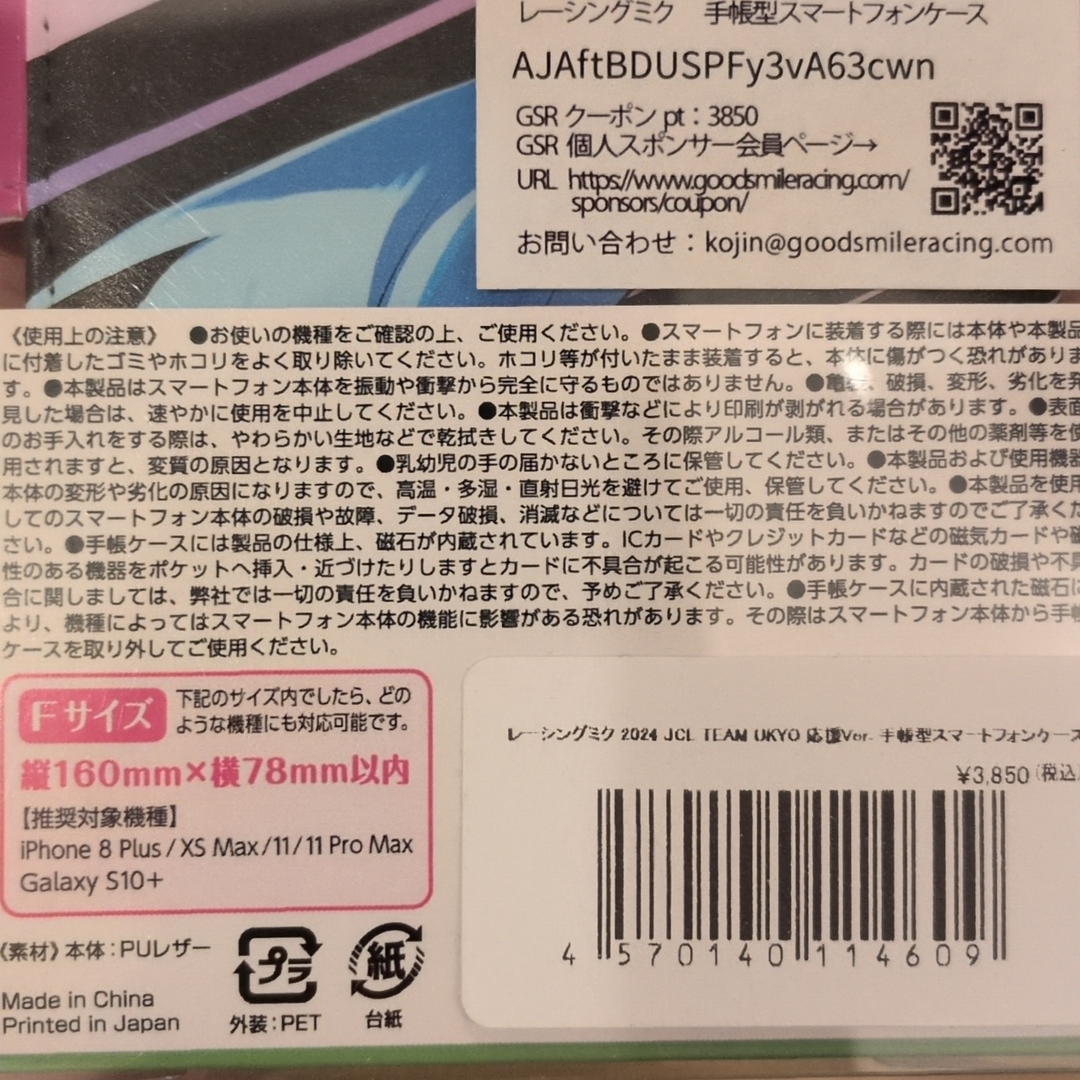 レーシングミク 手帳型スマートフォンケース
AJAftBDUSPFy3vA63cwn
GSR クーポン pt：3850
GSR 個人スポンサー会員ページ→
URL https://www.goodsmileracing.com/
sponsors/coupon/
お問い合わせ：kojin@goodsmileracing.com
《使用上の注意》 ●お使いの機種をご確認の上、ご使用ください。●スマートフォンに装着する際には本体や本製品
に付着したゴミやホコリをよく取り除いてください。ホコリ等が付いたまま装着すると、本体に傷がつく恐れがありま
す。●本製品はスマートフォン本体を振動や衝撃から完全に守るものではありません。●亀裂、破損、変形、劣化を発
見した場合は、速やかに使用を中止してください。●本製品は衝撃などにより印刷が剥がれる場合があります。●表面
のお手入れをする際は、やわらかい生地などで乾拭きしてください。その際アルコール類、またはその他の薬剤等を使
用されますと、変質の原因となります。●乳幼児の手の届かないところに保管してください。●本製品および使用機器
本体の変形や劣化の原因になりますので、高温・多湿・直射日光を避けてご使用、保管してください。●本製品を使用
してのスマートフォン本体の破損や故障、データ破損、消滅などについては一切の責任を負いかねますのでご了承くだ
さい。●手帳ケースには製品の仕様上、磁石が内蔵されています。ICカードやクレジットカードなどの磁気カードや磁
性のある機器をポケットへ挿入・近づけたりしますとカードに不具合が起こる可能性があります。カードの破損や不具
合に関しましては、弊社では一切の責任を負いかねますので、予めご了承ください。●手帳ケースに内蔵された磁石に
より、機種によってはスマートフォン本体の機能に影響がある恐れがあります。その際はスマートフォン本体から手帳
ケースを取り外してご使用ください。
Fサイズ
下記のサイズ内でしたら、どの
ような機種にも対応可能です。
縦160mm×横78mm以内
【推奨対象機種】
iPhone 8 Plus / XS Max / 11 / 11 Pro Max
Galaxy S10+
《素材》本体：PUレザー
Made in China
Printed in Japan
プラ
外装：PET
紙
台紙
レーシングミク 2024 JCL TEAM UKYO 応援Ver. 手帳型スマートフォンケース
¥3,850（税込）
4 570140 114609